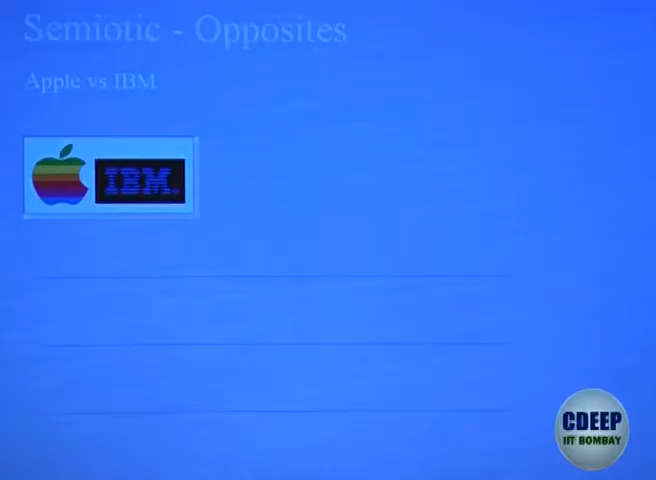 Semiotic - Opposites
Apple vs IBM
IBM.
CDEEP
IIT BOMBAY